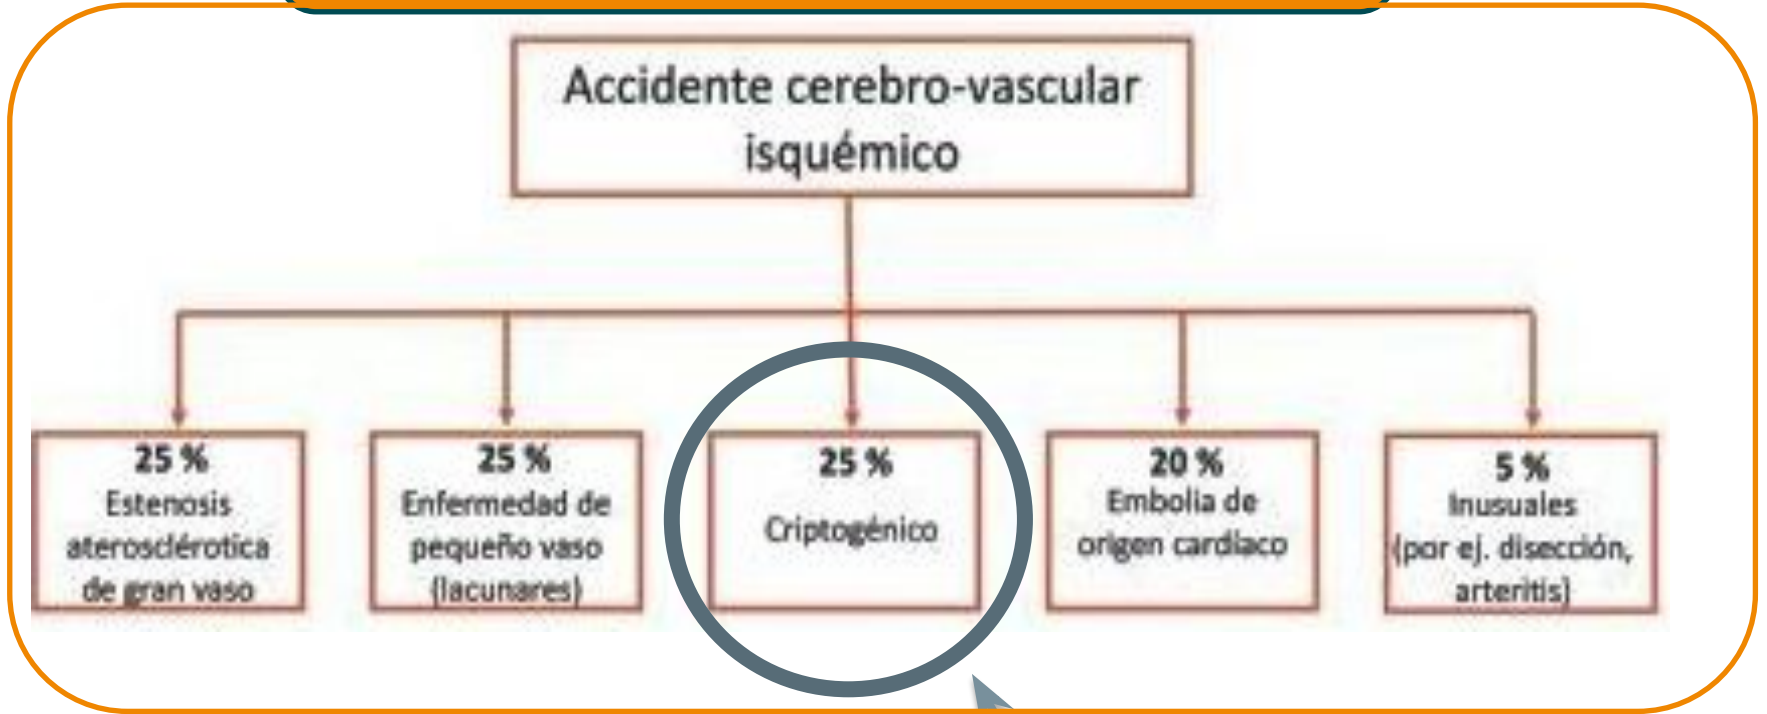 Accidente cerebro-vascular
isquémico
25 %
Estenosis
aterosclérotica
de gran vaso
25 %
Enfermedad de
pequeño vaso
(lacunares)
25 %
Criptogénico
20 %
Embolia de
origen cardíaco
5 %
Inusuales
(por ej. disección,
arteritis)